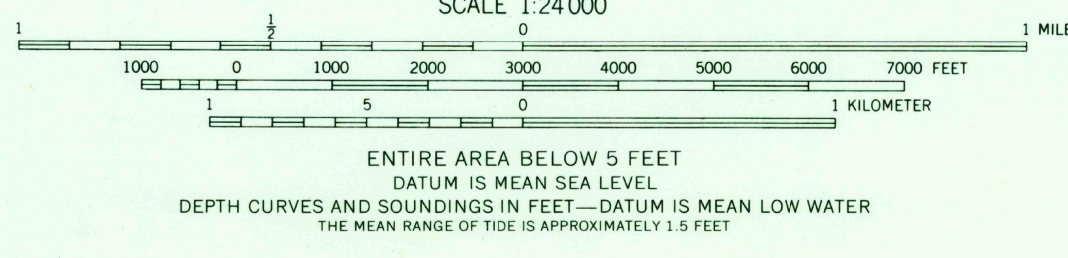 SCALE 1:24 000
1 ½ 0 1 MILE
1000 0 1000 2000 3000 4000 5000 6000 7000 FEET
1 5 0 1 KILOMETER
ENTIRE AREA BELOW 5 FEET
DATUM IS MEAN SEA LEVEL
DEPTH CURVES AND SOUNDINGS IN FEET—DATUM IS MEAN LOW WATER
THE MEAN RANGE OF TIDE IS APPROXIMATELY 1.5 FEET